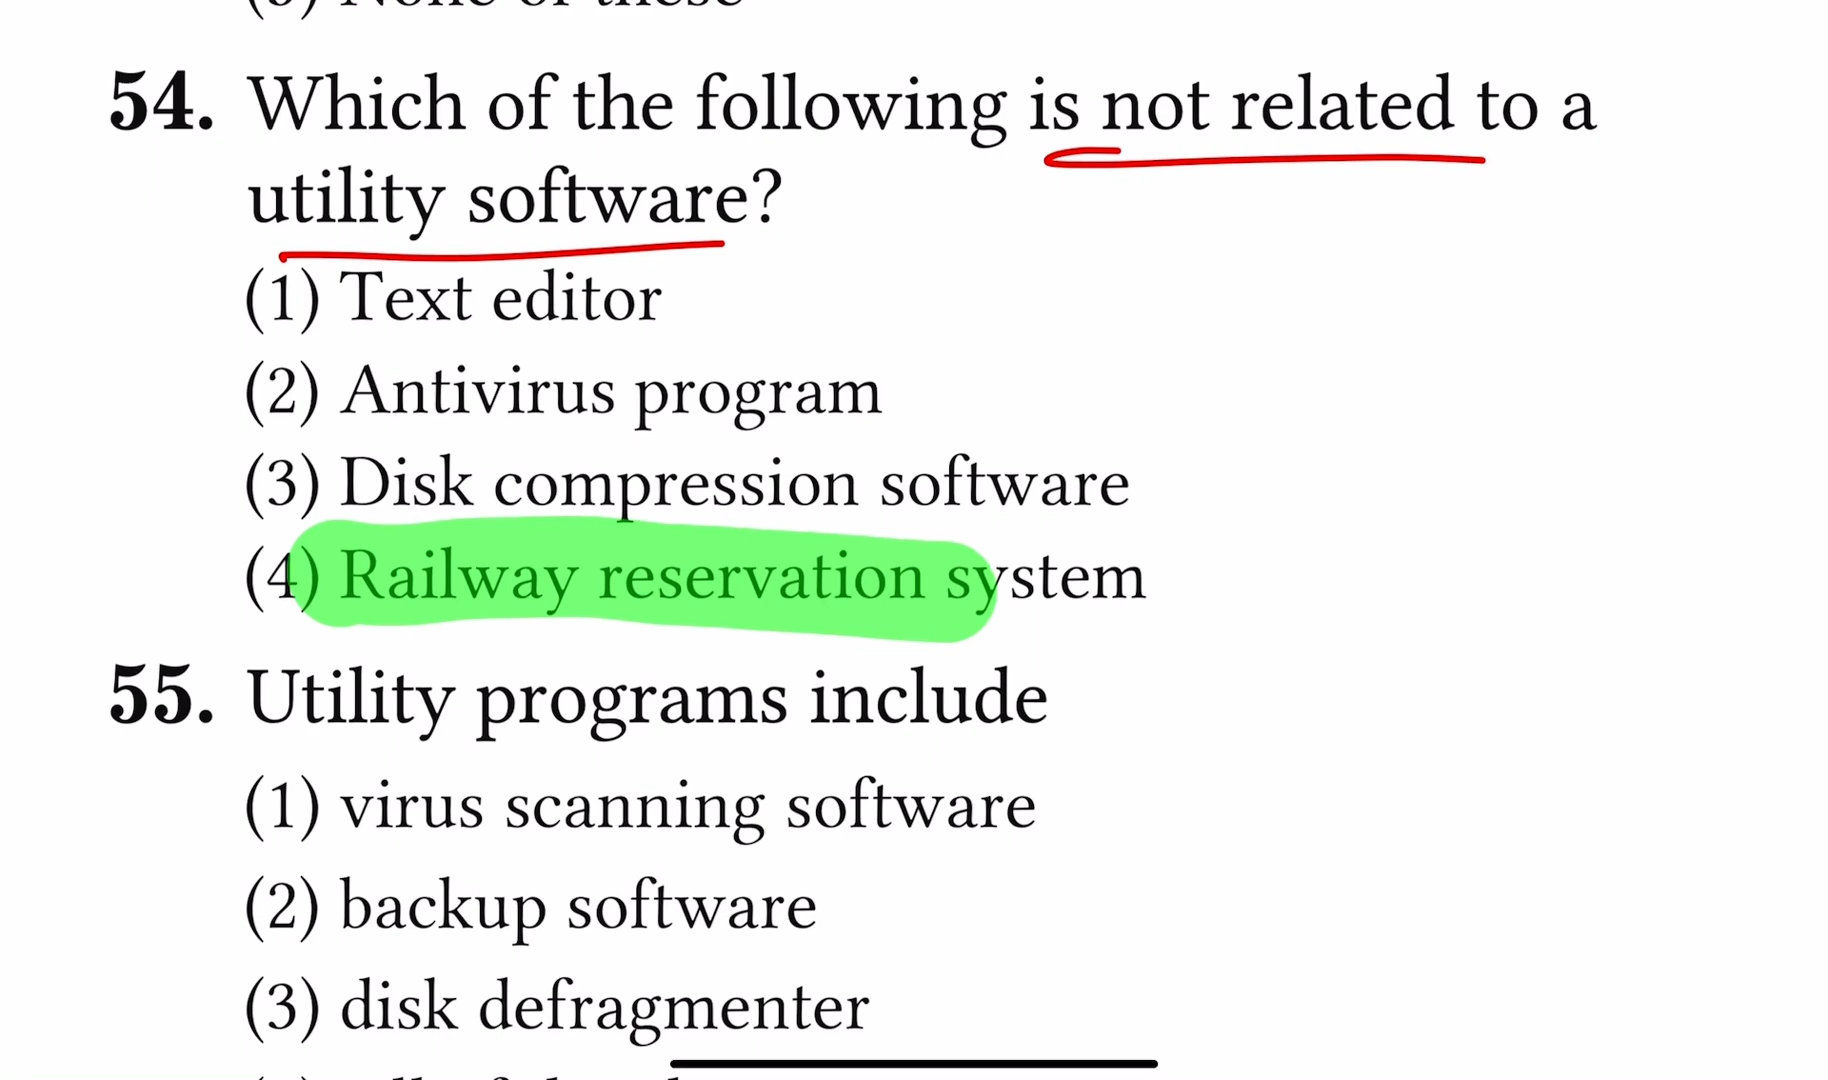 54. Which of the following is not related to a
utility software?
(1) Text editor
(2) Antivirus program
(3) Disk compression software
(4) Railway reservation system
55. Utility programs include
(1) virus scanning software
(2) backup software
(3) disk defragmenter